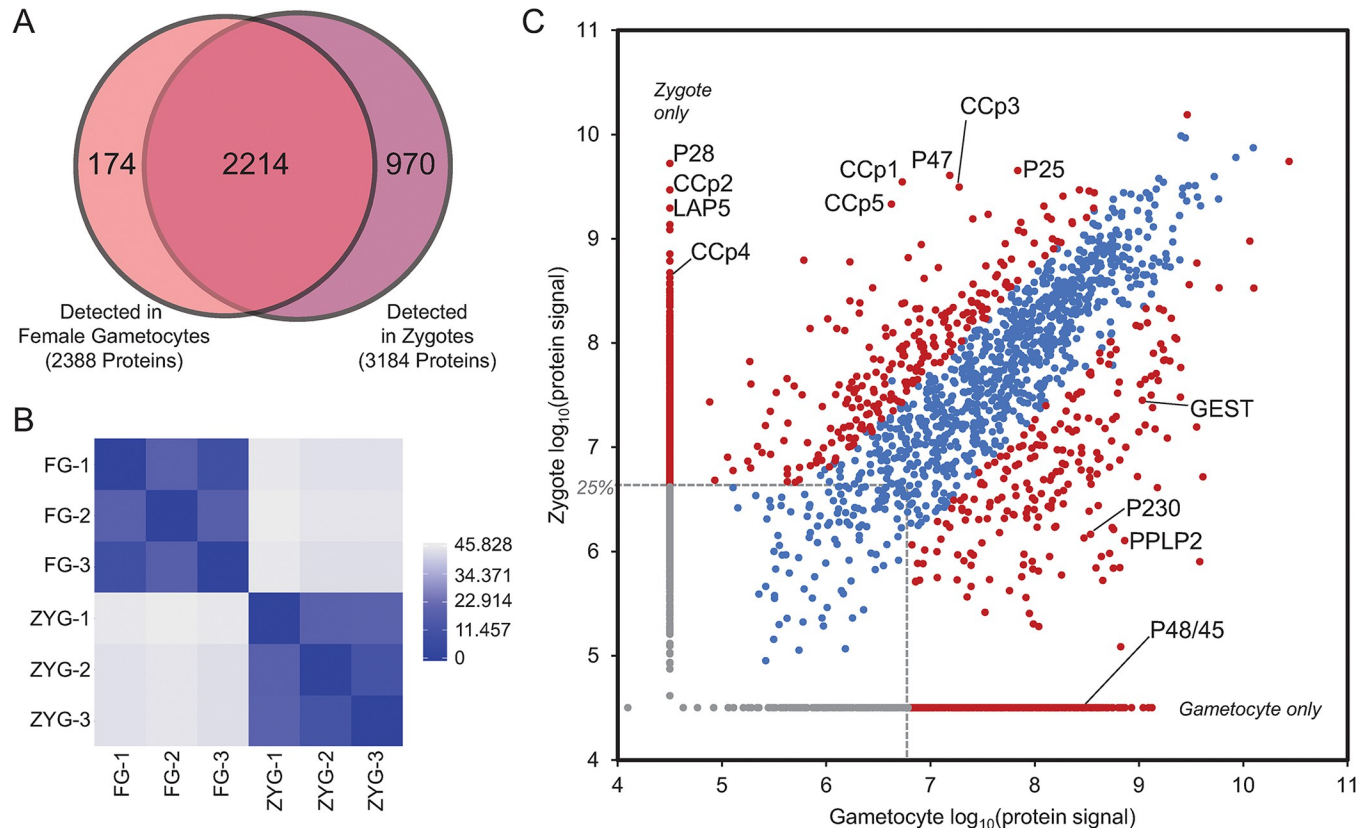 A
174
2214
970
Detected in
Female Gametocytes
(2388 Proteins)
Detected
in Zygotes
(3184 Proteins)
B
FG-1
FG-2
FG-3
ZYG-1
ZYG-2
ZYG-3
FG-1
FG-2
FG-3
ZYG-1
ZYG-2
ZYG-3
45.828
34.371
22.914
11.457
0
C
Zygote log10(protein signal)
11
10
9
8
7
25%
6
5
4
Zygote
only
P28
CCp2
LAP5
CCp4
CCp3
CCp1
P47
P25
CCp5
GEST
P230
PPLP2
P48/45
Gametocyte only
4
5
6
7
8
9
10
11
Gametocyte log10(protein signal)